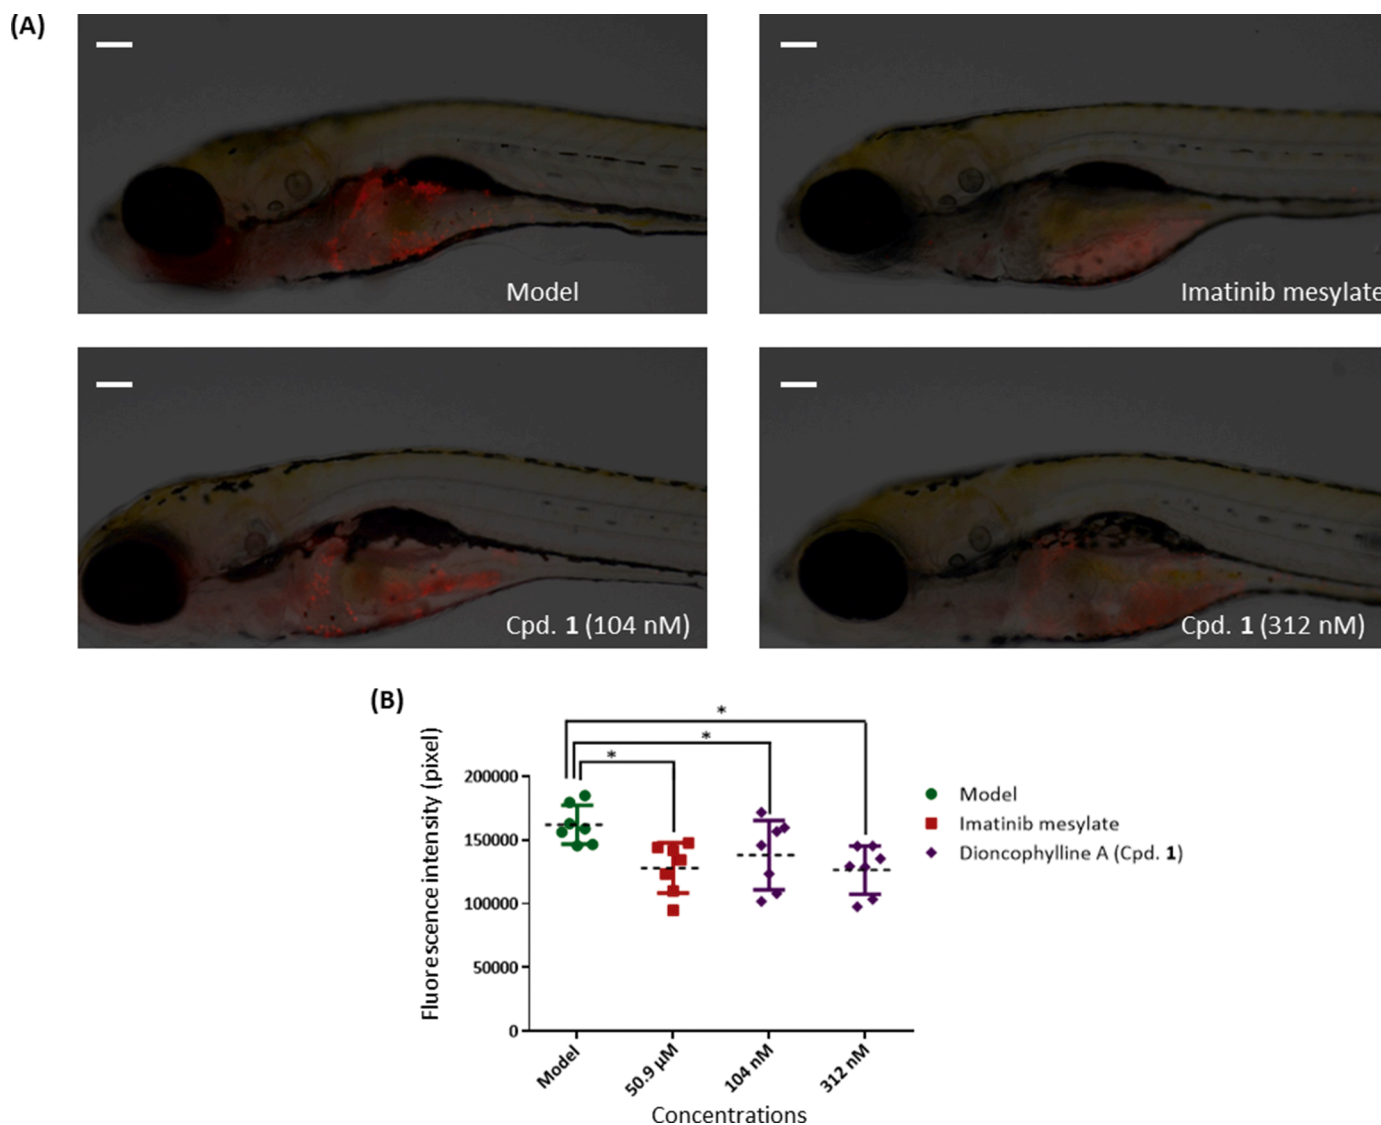 (A)
Model
Imatinib mesylate
Cpd. 1 (104 nM)
Cpd. 1 (312 nM)
(B)
*
*
*
Fluorescence intensity (pixel)
200000
150000
100000
50000
0
Model
50.9 µM
104 nM
312 nM
Concentrations
Model
Imatinib mesylate
Dioncophylline A (Cpd. 1)